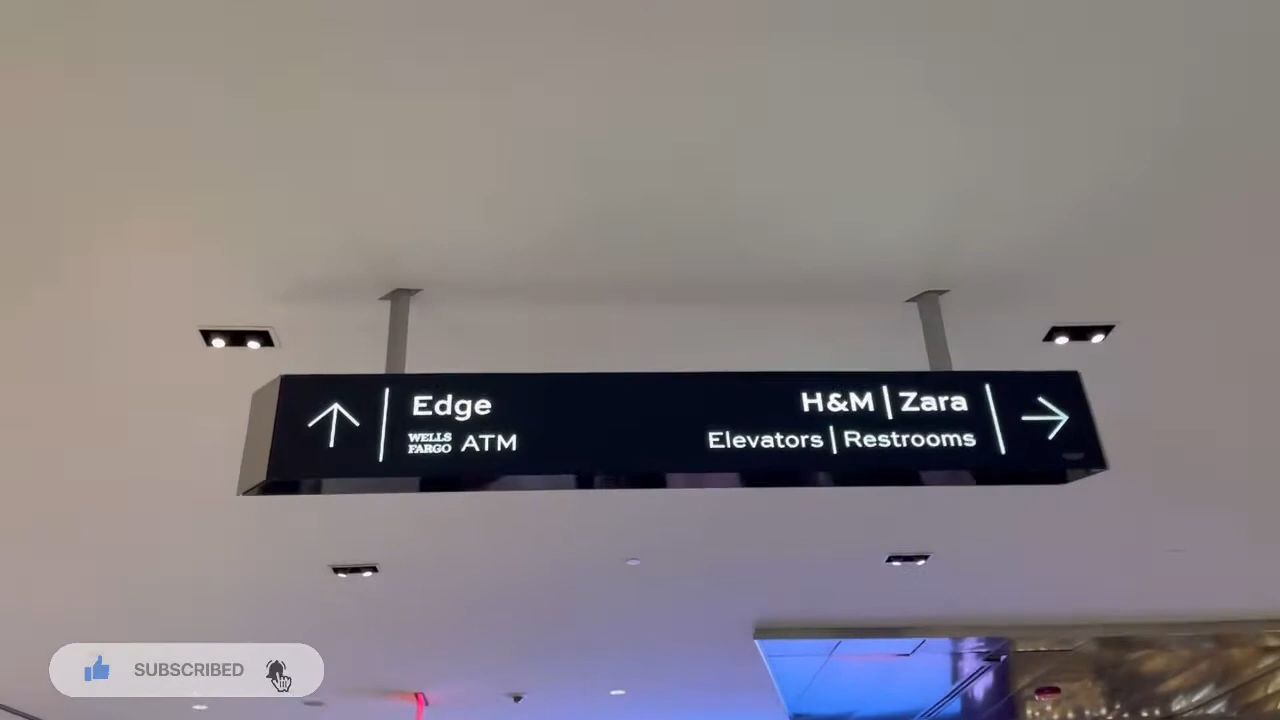 Edge
WELLS FARGO ATM
H&M | Zara
Elevators | Restrooms
SUBSCRIBED